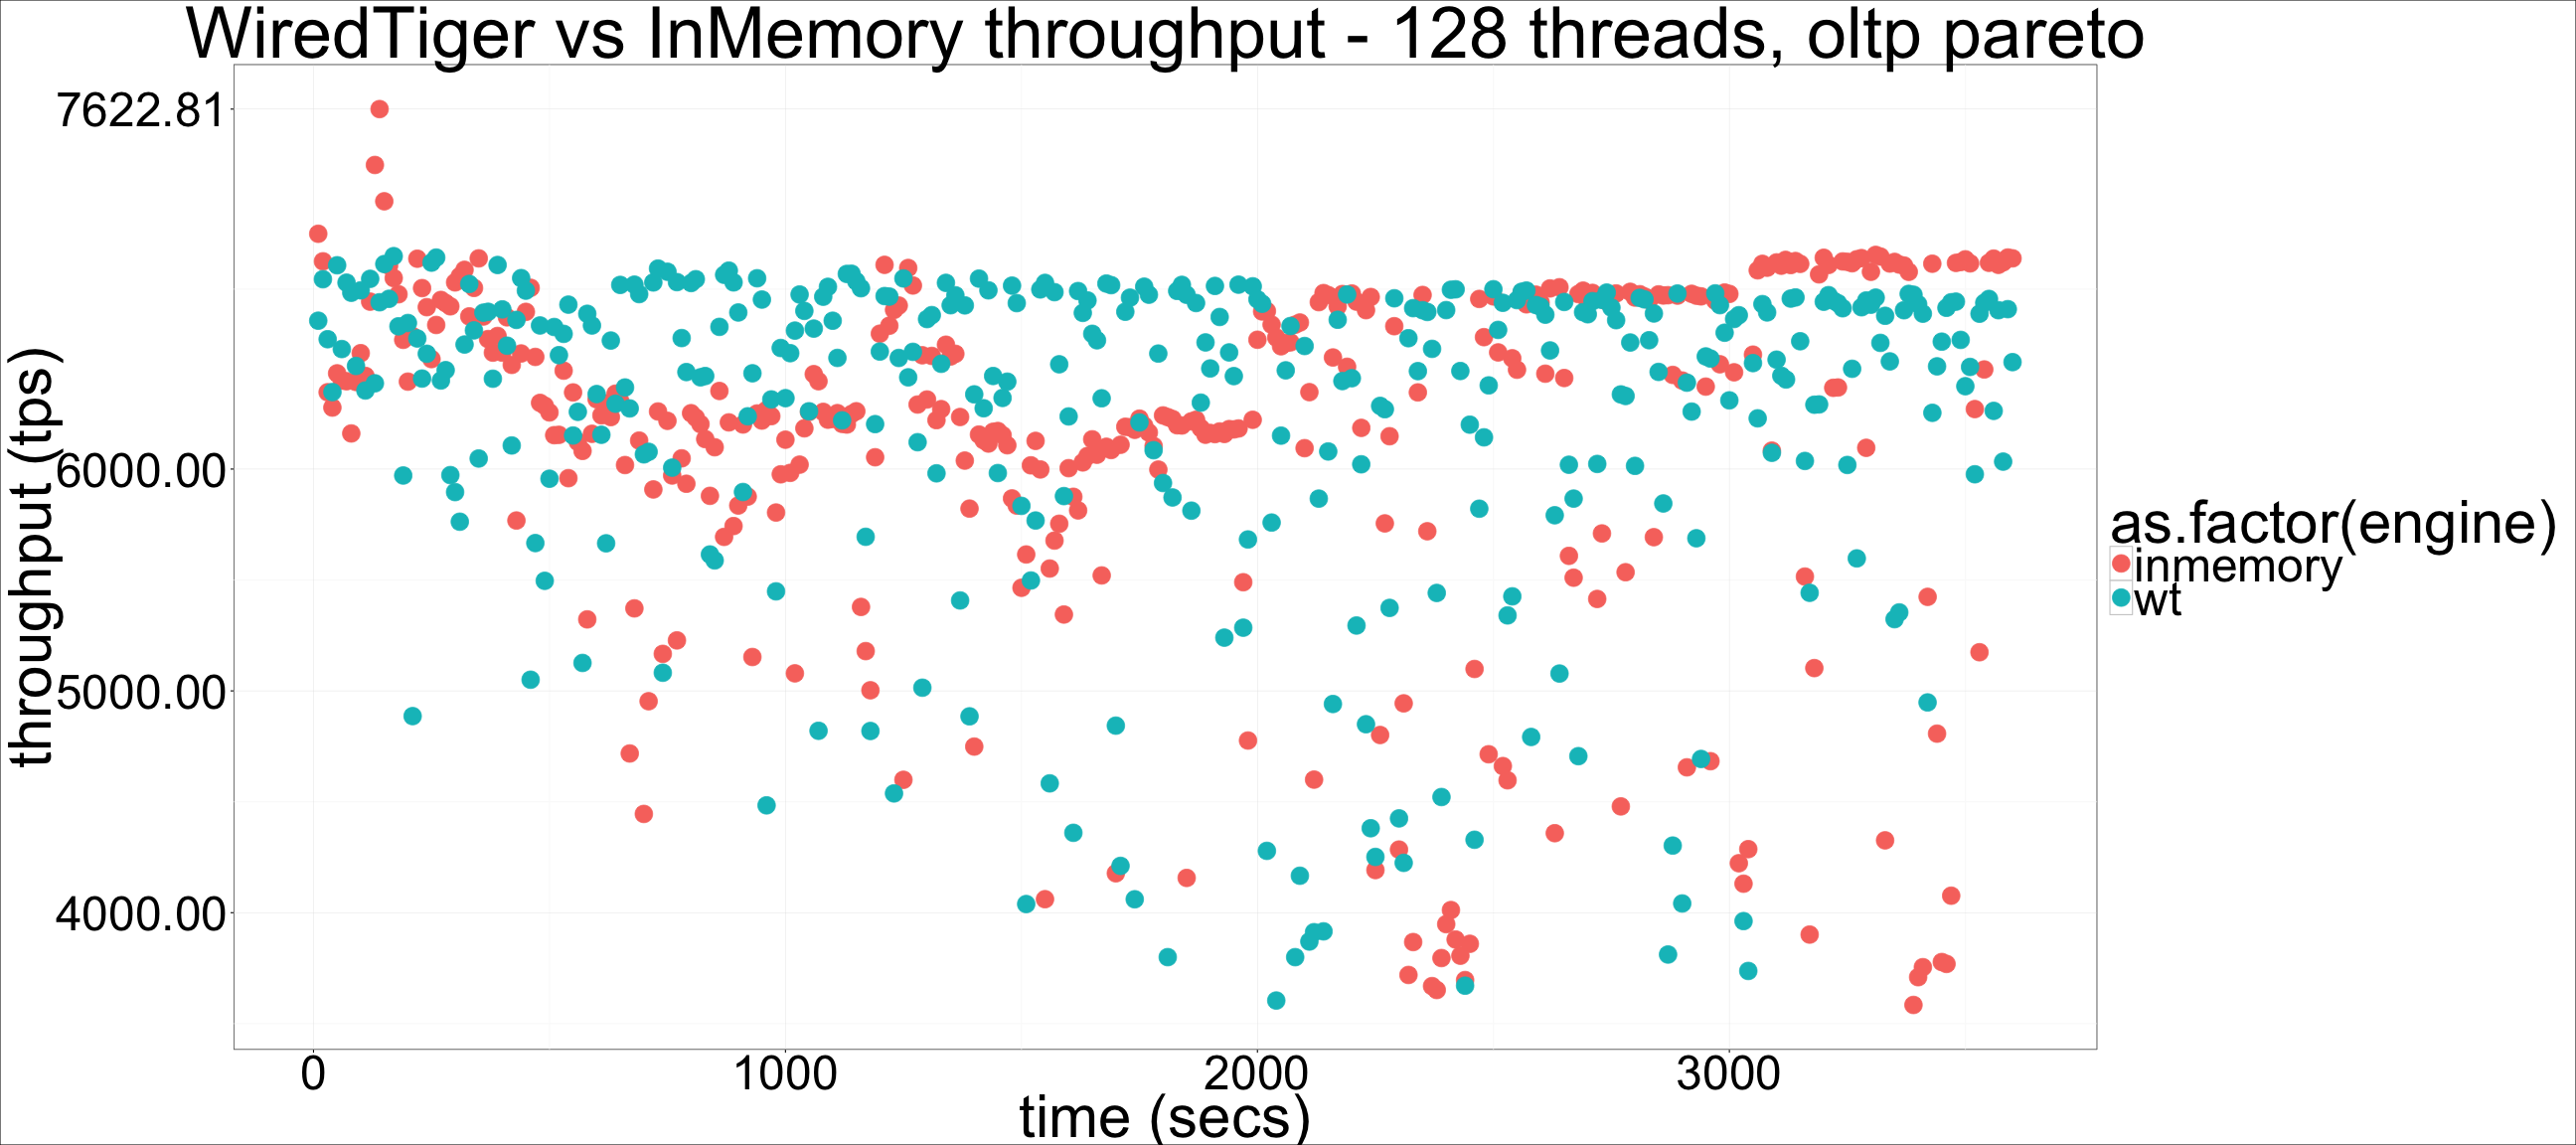 WiredTiger vs InMemory throughput - 128 threads, oltp pareto
throughput (tps)
7622.81
6000.00
5000.00
4000.00
0
1000
2000
3000
time (secs)
as.factor(engine)
inmemory
wt